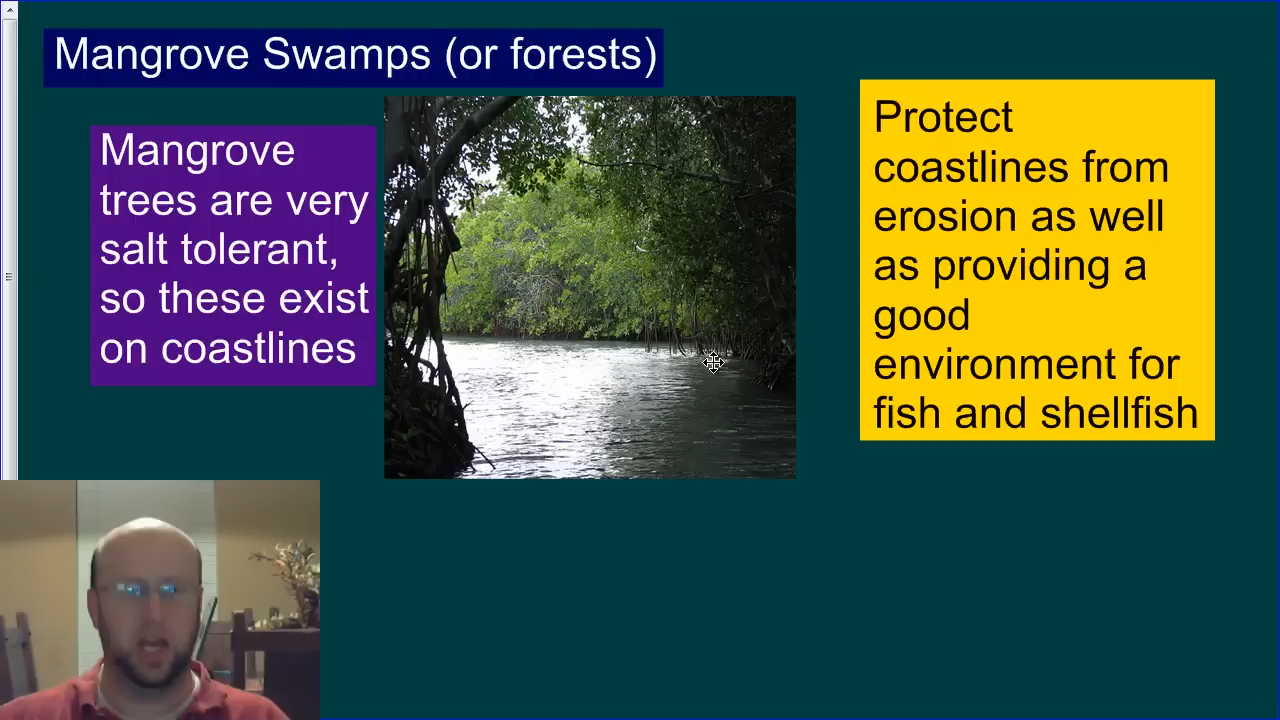 Mangrove Swamps (or forests)
Mangrove
trees are very
salt tolerant,
so these exist
on coastlines
Protect
coastlines from
erosion as well
as providing a
good
environment for
fish and shellfish